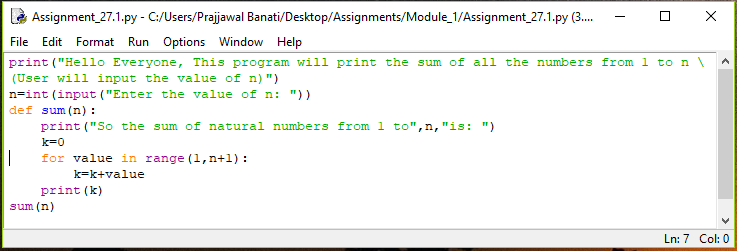 Assignment_27.1.py - C:/Users/Prajjawal Banati/Desktop/Assignments/Module_1/Assignment_27.1.py (3....
File Edit Format Run Options Window Help
print("Hello Everyone, This program will print the sum of all the numbers from 1 to n \
(User will input the value of n)")
n=int(input("Enter the value of n: "))
def sum(n):
    print("So the sum of natural numbers from 1 to",n,"is: ")
    k=0
    for value in range(1,n+1):
        k=k+value
    print(k)
sum(n)
Ln: 7 Col: 0